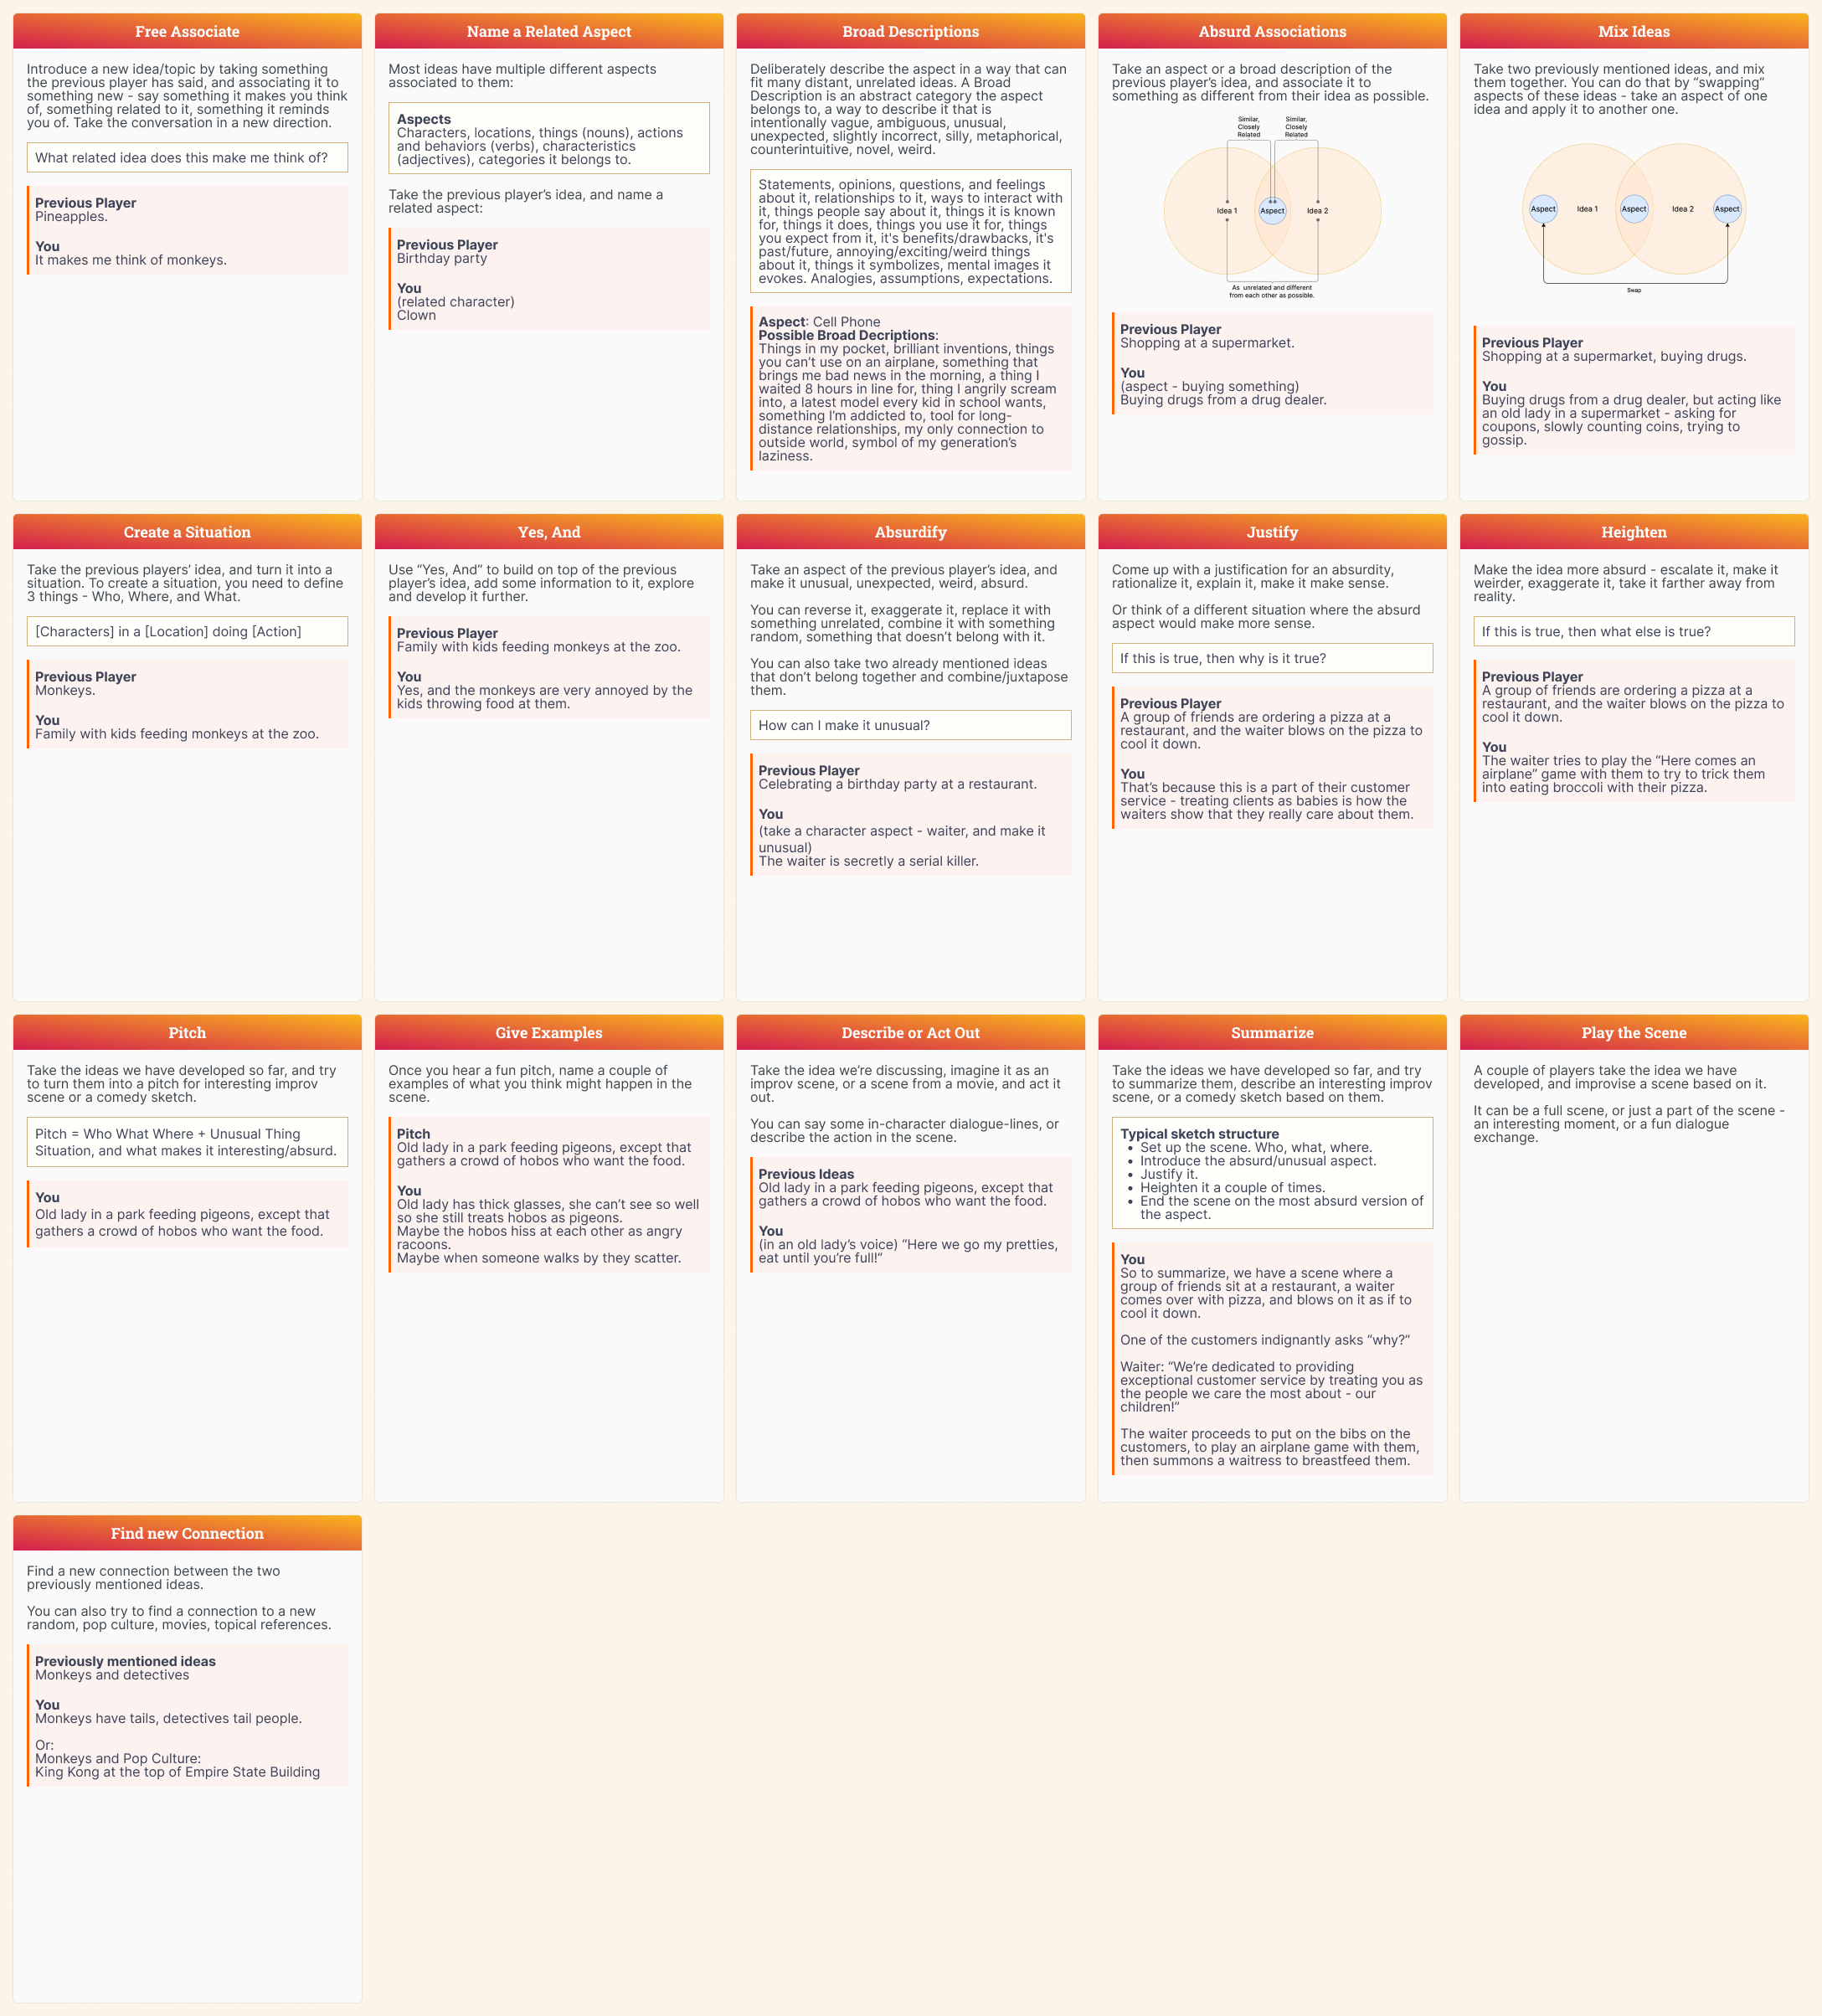 Free Associate
Introduce a new idea/topic by taking something
the previous player has said, and associating it to
something new - say something it makes you think
of, something related to it, something it reminds
you of. Take the conversation in a new direction.
What related idea does this make me think of?
Previous Player
Pineapples.
You
It makes me think of monkeys.
Name a Related Aspect
Most ideas have multiple different aspects
associated to them:
Aspects
Characters, locations, things (nouns), actions
and behaviors (verbs), characteristics
(adjectives), categories it belongs to.
Take the previous player’s idea, and name a
related aspect:
Previous Player
Birthday party
You
(related character)
Clown
Broad Descriptions
Deliberately describe the aspect in a way that can
fit many distant, unrelated ideas. A Broad
Description is an abstract category the aspect
belongs to, a way to describe it that is
intentionally vague, ambiguous, unusual,
unexpected, slightly incorrect, silly, metaphorical,
counterintuitive, novel, weird.
Statements, opinions, questions, and feelings
about it, relationships to it, ways to interact with
it, things people say about it, things it is known
for, things it does, things you use it for, things
you expect from it, it's benefits/drawbacks, it's
past/future, annoying/exciting/weird things
about it, things it symbolizes, mental images it
evokes. Analogies, assumptions, expectations.
Aspect: Cell Phone
Possible Broad Decriptions:
Things in my pocket, brilliant inventions, things
you can’t use on an airplane, something that
brings me bad news in the morning, a thing I
waited 8 hours in line for, thing I angrily scream
into, a latest model every kid in school wants,
something I’m addicted to, tool for long-
distance relationships, my only connection to
outside world, symbol of my generation’s
laziness.
Absurd Associations
Take an aspect or a broad description of the
previous player’s idea, and associate it to
something as different from their idea as possible.
Similar,
Closely
Related
Similar,
Closely
Related
Idea 1
Aspect
Idea 2
As unrelated and different
from each other as possible.
Previous Player
Shopping at a supermarket.
You
(aspect - buying something)
Buying drugs from a drug dealer.
Mix Ideas
Take two previously mentioned ideas, and mix
them together. You can do that by “swapping”
aspects of these ideas - take an aspect of one
idea and apply it to another one.
Aspect
Idea 1
Aspect
Idea 2
Aspect
Swap
Previous Player
Shopping at a supermarket, buying drugs.
You
Buying drugs from a drug dealer, but acting like
an old lady in a supermarket - asking for
coupons, slowly counting coins, trying to
gossip.
Create a Situation
Take the previous players’ idea, and turn it into a
situation. To create a situation, you need to define
3 things - Who, Where, and What.
[Characters] in a [Location] doing [Action]
Previous Player
Monkeys.
You
Family with kids feeding monkeys at the zoo.
Yes, And
Use “Yes, And” to build on top of the previous
player’s idea, add some information to it, explore
and develop it further.
Previous Player
Family with kids feeding monkeys at the zoo.
You
Yes, and the monkeys are very annoyed by the
kids throwing food at them.
Absurdify
Take an aspect of the previous player’s idea, and
make it unusual, unexpected, weird, absurd.
You can reverse it, exaggerate it, replace it with
something unrelated, combine it with something
random, something that doesn’t belong with it.
You can also take two already mentioned ideas
that don’t belong together and combine/juxtapose
them.
How can I make it unusual?
Previous Player
Celebrating a birthday party at a restaurant.
You
(take a character aspect - waiter, and make it
unusual)
The waiter is secretly a serial killer.
Justify
Come up with a justification for an absurdity,
rationalize it, explain it, make it make sense.
Or think of a different situation where the absurd
aspect would make more sense.
If this is true, then why is it true?
Previous Player
A group of friends are ordering a pizza at a
restaurant, and the waiter blows on the pizza to
cool it down.
You
That’s because this is a part of their customer
service - treating clients as babies is how the
waiters show that they really care about them.
Heighten
Make the idea more absurd - escalate it, make it
weirder, exaggerate it, take it farther away from
reality.
If this is true, then what else is true?
Previous Player
A group of friends are ordering a pizza at a
restaurant, and the waiter blows on the pizza to
cool it down.
You
The waiter tries to play the “Here comes an
airplane” game with them to try to trick them
into eating broccoli with their pizza.
Pitch
Take the ideas we have developed so far, and try
to turn them into a pitch for interesting improv
scene or a comedy sketch.
Pitch = Who What Where + Unusual Thing
Situation, and what makes it interesting/absurd.
You
Old lady in a park feeding pigeons, except that
gathers a crowd of hobos who want the food.
Give Examples
Once you hear a fun pitch, name a couple of
examples of what you think might happen in the
scene.
Pitch
Old lady in a park feeding pigeons, except that
gathers a crowd of hobos who want the food.
You
Old lady has thick glasses, she can’t see so well
so she still treats hobos as pigeons.
Maybe the hobos hiss at each other as angry
racoons.
Maybe when someone walks by they scatter.
Describe or Act Out
Take the idea we’re discussing, imagine it as an
improv scene, or a scene from a movie, and act it
out.
You can say some in-character dialogue-lines, or
describe the action in the scene.
Previous Ideas
Old lady in a park feeding pigeons, except that
gathers a crowd of hobos who want the food.
You
(in an old lady’s voice) “Here we go my pretties,
eat until you’re full!”
Summarize
Take the ideas we have developed so far, and try
to summarize them, describe an interesting improv
scene, or a comedy sketch based on them.
Typical sketch structure
• Set up the scene. Who, what, where.
• Introduce the absurd/unusual aspect.
• Justify it.
• Heighten it a couple of times.
• End the scene on the most absurd version of
the aspect.
You
So to summarize, we have a scene where a
group of friends sit at a restaurant, a waiter
comes over with pizza, and blows on it as if to
cool it down.
One of the customers indignantly asks “why?”
Waiter: “We’re dedicated to providing
exceptional customer service by treating you as
the people we care the most about - our
children!”
The waiter proceeds to put on the bibs on the
customers, to play an airplane game with them,
then summons a waitress to breastfeed them.
Play the Scene
A couple of players take the idea we have
developed, and improvise a scene based on it.
It can be a full scene, or just a part of the scene -
an interesting moment, or a fun dialogue
exchange.
Find new Connection
Find a new connection between the two
previously mentioned ideas.
You can also try to find a connection to a new
random, pop culture, movies, topical references.
Previously mentioned ideas
Monkeys and detectives
You
Monkeys have tails, detectives tail people.
Or:
Monkeys and Pop Culture:
King Kong at the top of Empire State Building